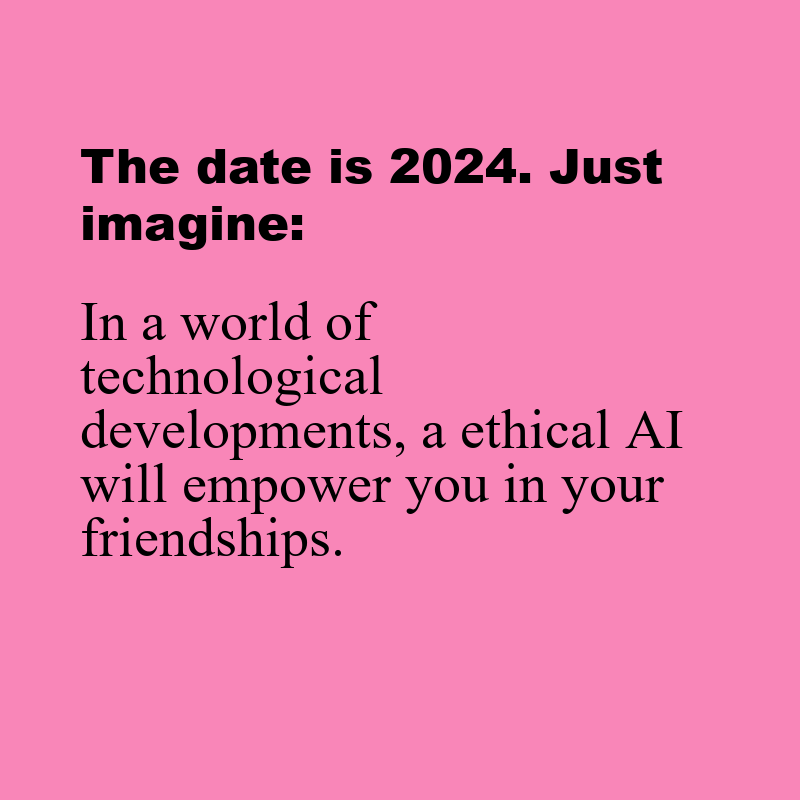 The date is 2024. Just
imagine:
In a world of
technological
developments, a ethical AI
will empower you in your
friendships.